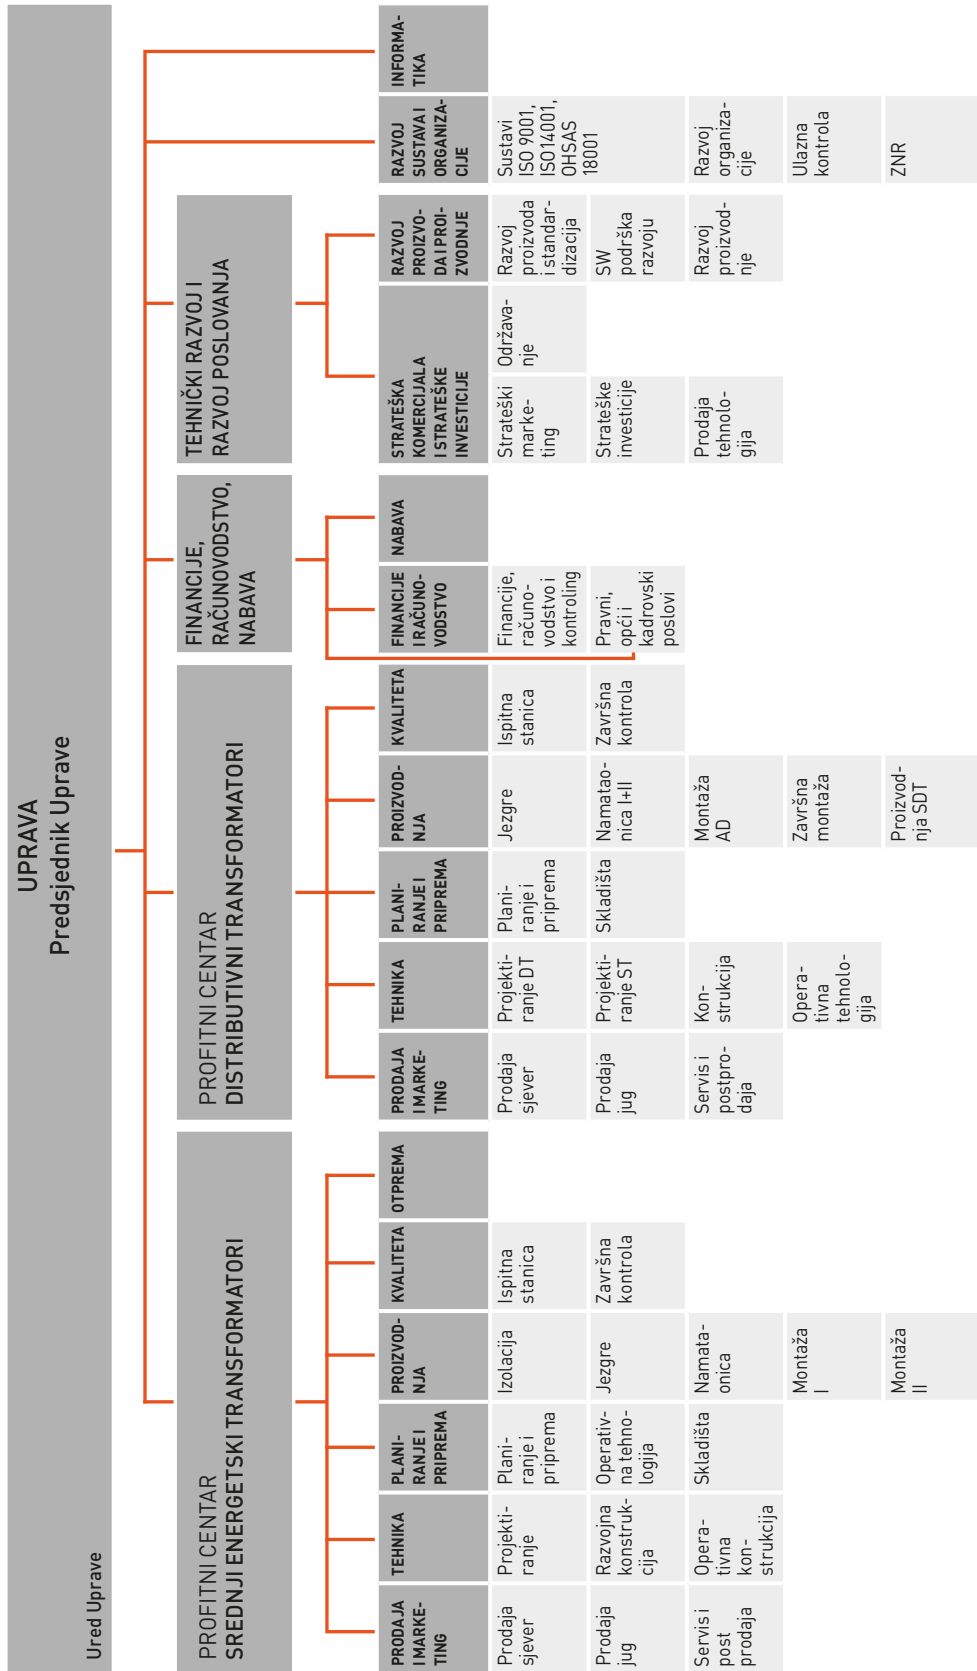 UPRAVA
Predsjednik Uprave
Ured Uprave
PROFITNI CENTAR
SREDNJI ENERGETSKI TRANSFORMATORI
PRODAJA
I MARKE-
TING
Prodaja
sjever
Prodaja
jug
Servis i
post
prodaja
TEHNIKA
Projekti-
ranje
Razvojna
konstruk-
cija
Opera-
tivna
kon-
strukcija
PLANI-
RANJE I
PRIPREMA
Plani-
ranje i
priprema
Operativ-
na tehno-
logija
Skladišta
PROIZVOD-
NJA
Izolacija
Jezgre
Namata-
onica
Montaža
I
Montaža
II
KVALITETA
Ispitna
stanica
Završna
kontrola
OTPREMA
PROFITNI CENTAR
DISTRIBUTIVNI TRANSFORMATORI
PRODAJA
I MARKE-
TING
Prodaja
sjever
Prodaja
jug
Servis i
postpro-
daja
TEHNIKA
Projekti-
ranje DT
Projekti-
ranje ST
Kon-
strukcija
Opera-
tivna
tehnolo-
gija
PLANI-
RANJE I
PRIPREMA
Plani-
ranje i
priprema
Skladišta
PROIZVOD-
NJA
Jezgre
Namatao-
nica I+II
Montaža
AD
Završna
montaža
Proizvod-
nja SDT
KVALITETA
Ispitna
stanica
Završna
kontrola
FINANCIJE,
RAČUNOVODSTVO,
NABAVA
FINANCIJE
I RAČUNO-
VODSTVO
Financije,
računo-
vodstvo i
kontroling
Pravni,
opći i
kadrovski
poslovi
NABAVA
TEHNIČKI RAZVOJ I
RAZVOJ POSLOVANJA
STRATEŠKA
KOMERCIJALA
I STRATEŠKE
INVESTICIJE
Strateški
marke-
ting
Održava-
nje
Strateške
investicije
Prodaja
tehnolo-
gija
RAZVOJ
PROIZVO-
DA I PROI-
ZVODNJE
Razvoj
proizvoda
i standar-
dizacija
SW
podrška
razvoju
Razvoj
proizvod-
nje
RAZVOJ
SUSTAVA I
ORGANIZA-
CIJE
Sustavi
ISO 9001,
ISO14001,
OHSAS
18001
Razvoj
organiza-
cije
Ulazna
kontrola
ZNR
INFORMA-
TIKA